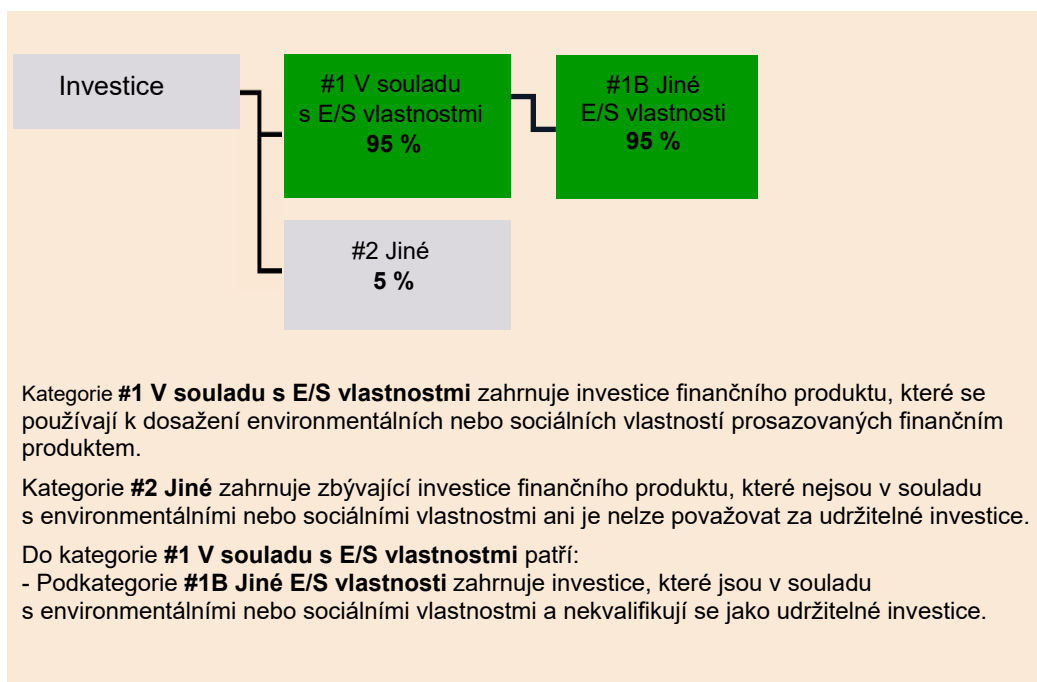 Investice
#1 V souladu
s E/S vlastnostmi
95 %
#1B Jiné
E/S vlastnosti
95 %
#2 Jiné
5 %
Kategorie #1 V souladu s E/S vlastnostmi zahrnuje investice finančního produktu, které se
používají k dosažení environmentálních nebo sociálních vlastností prosazovaných finančním
produktem.
Kategorie #2 Jiné zahrnuje zbývající investice finančního produktu, které nejsou v souladu
s environmentálními nebo sociálními vlastnostmi ani je nelze považovat za udržitelné investice.
Do kategorie #1 V souladu s E/S vlastnostmi patří:
- Podkategorie #1B Jiné E/S vlastnosti zahrnuje investice, které jsou v souladu
s environmentálními nebo sociálními vlastnostmi a nekvalifikují se jako udržitelné investice.